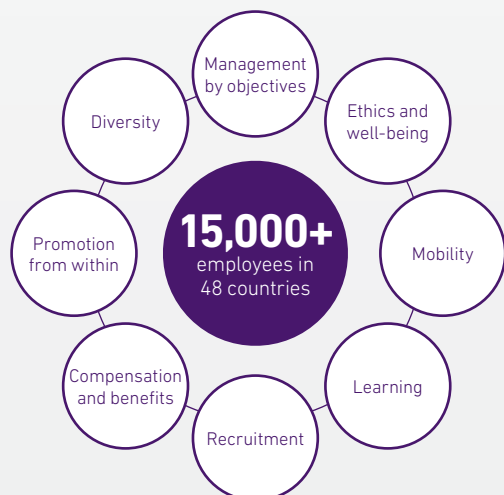 Management
by objectives
Ethics and
well-being
Mobility
Learning
Recruitment
Compensation
and benefits
Promotion
from within
Diversity
15,000+
employees in
48 countries